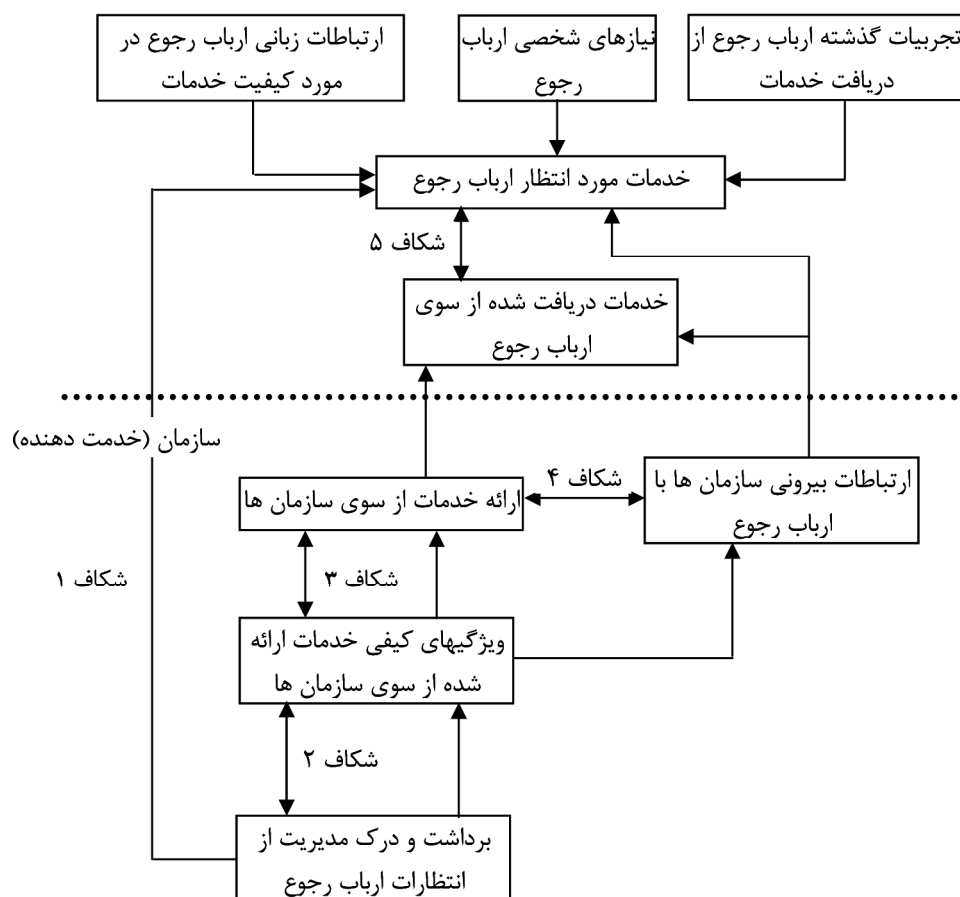 تجربیات گذشته ارباب رجوع از
دریافت خدمات
نیازهای شخصی ارباب
رجوع
ارتباطات زبانی ارباب رجوع در
مورد کیفیت خدمات
خدمات مورد انتظار ارباب رجوع
شکاف ۵
خدمات دریافت شده از سوی
ارباب رجوع
سازمان (خدمت دهنده)
ارتباطات بیرونی سازمان ها با
ارباب رجوع
شکاف ۴
ارائه خدمات از سوی سازمان ها
شکاف ۳
شکاف ۱
ویژگیهای کیفی خدمات ارائه
شده از سوی سازمان ها
شکاف ۲
برداشت و درک مدیریت از
انتظارات ارباب رجوع